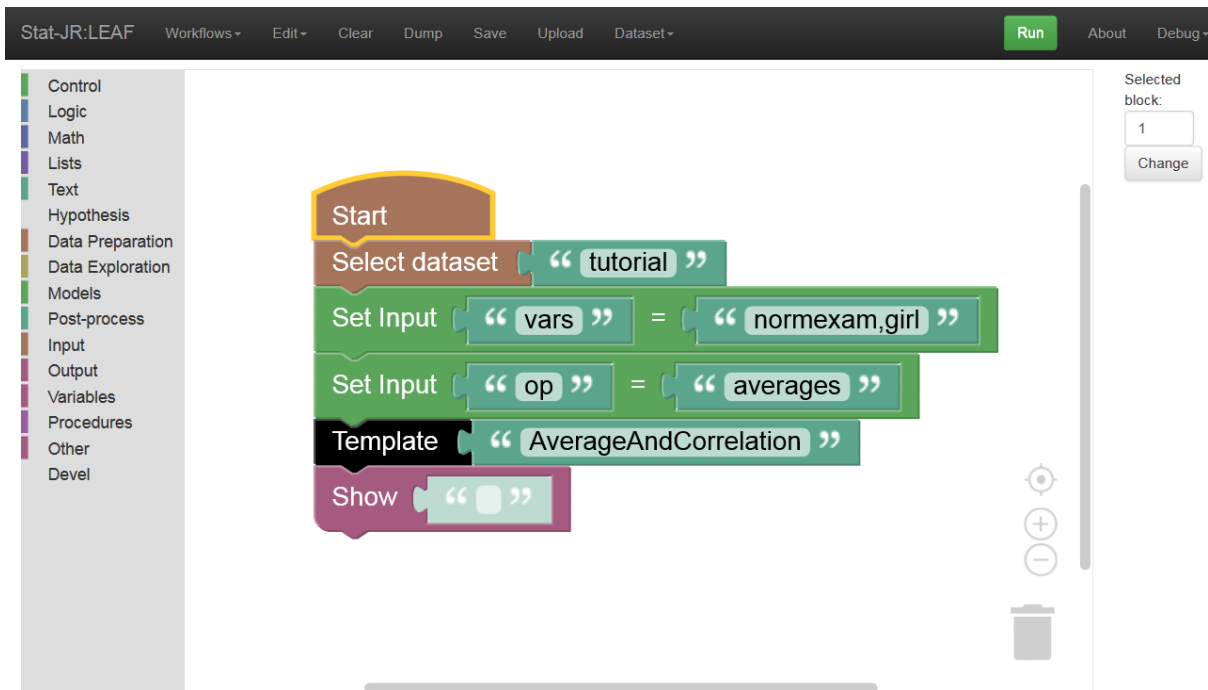 Stat-JR:LEAF Workflows Edit Clear Dump Save Upload Dataset Run About Debug
Control
Logic
Math
Lists
Text
Hypothesis
Data Preparation
Data Exploration
Models
Post-process
Input
Output
Variables
Procedures
Other
Devel
Start
Select dataset “ tutorial ”
Set Input “ vars ” = “ normexam,girl ”
Set Input “ op ” = “ averages ”
Template “ AverageAndCorrelation ”
Show “ ”
Selected
block:
1
Change